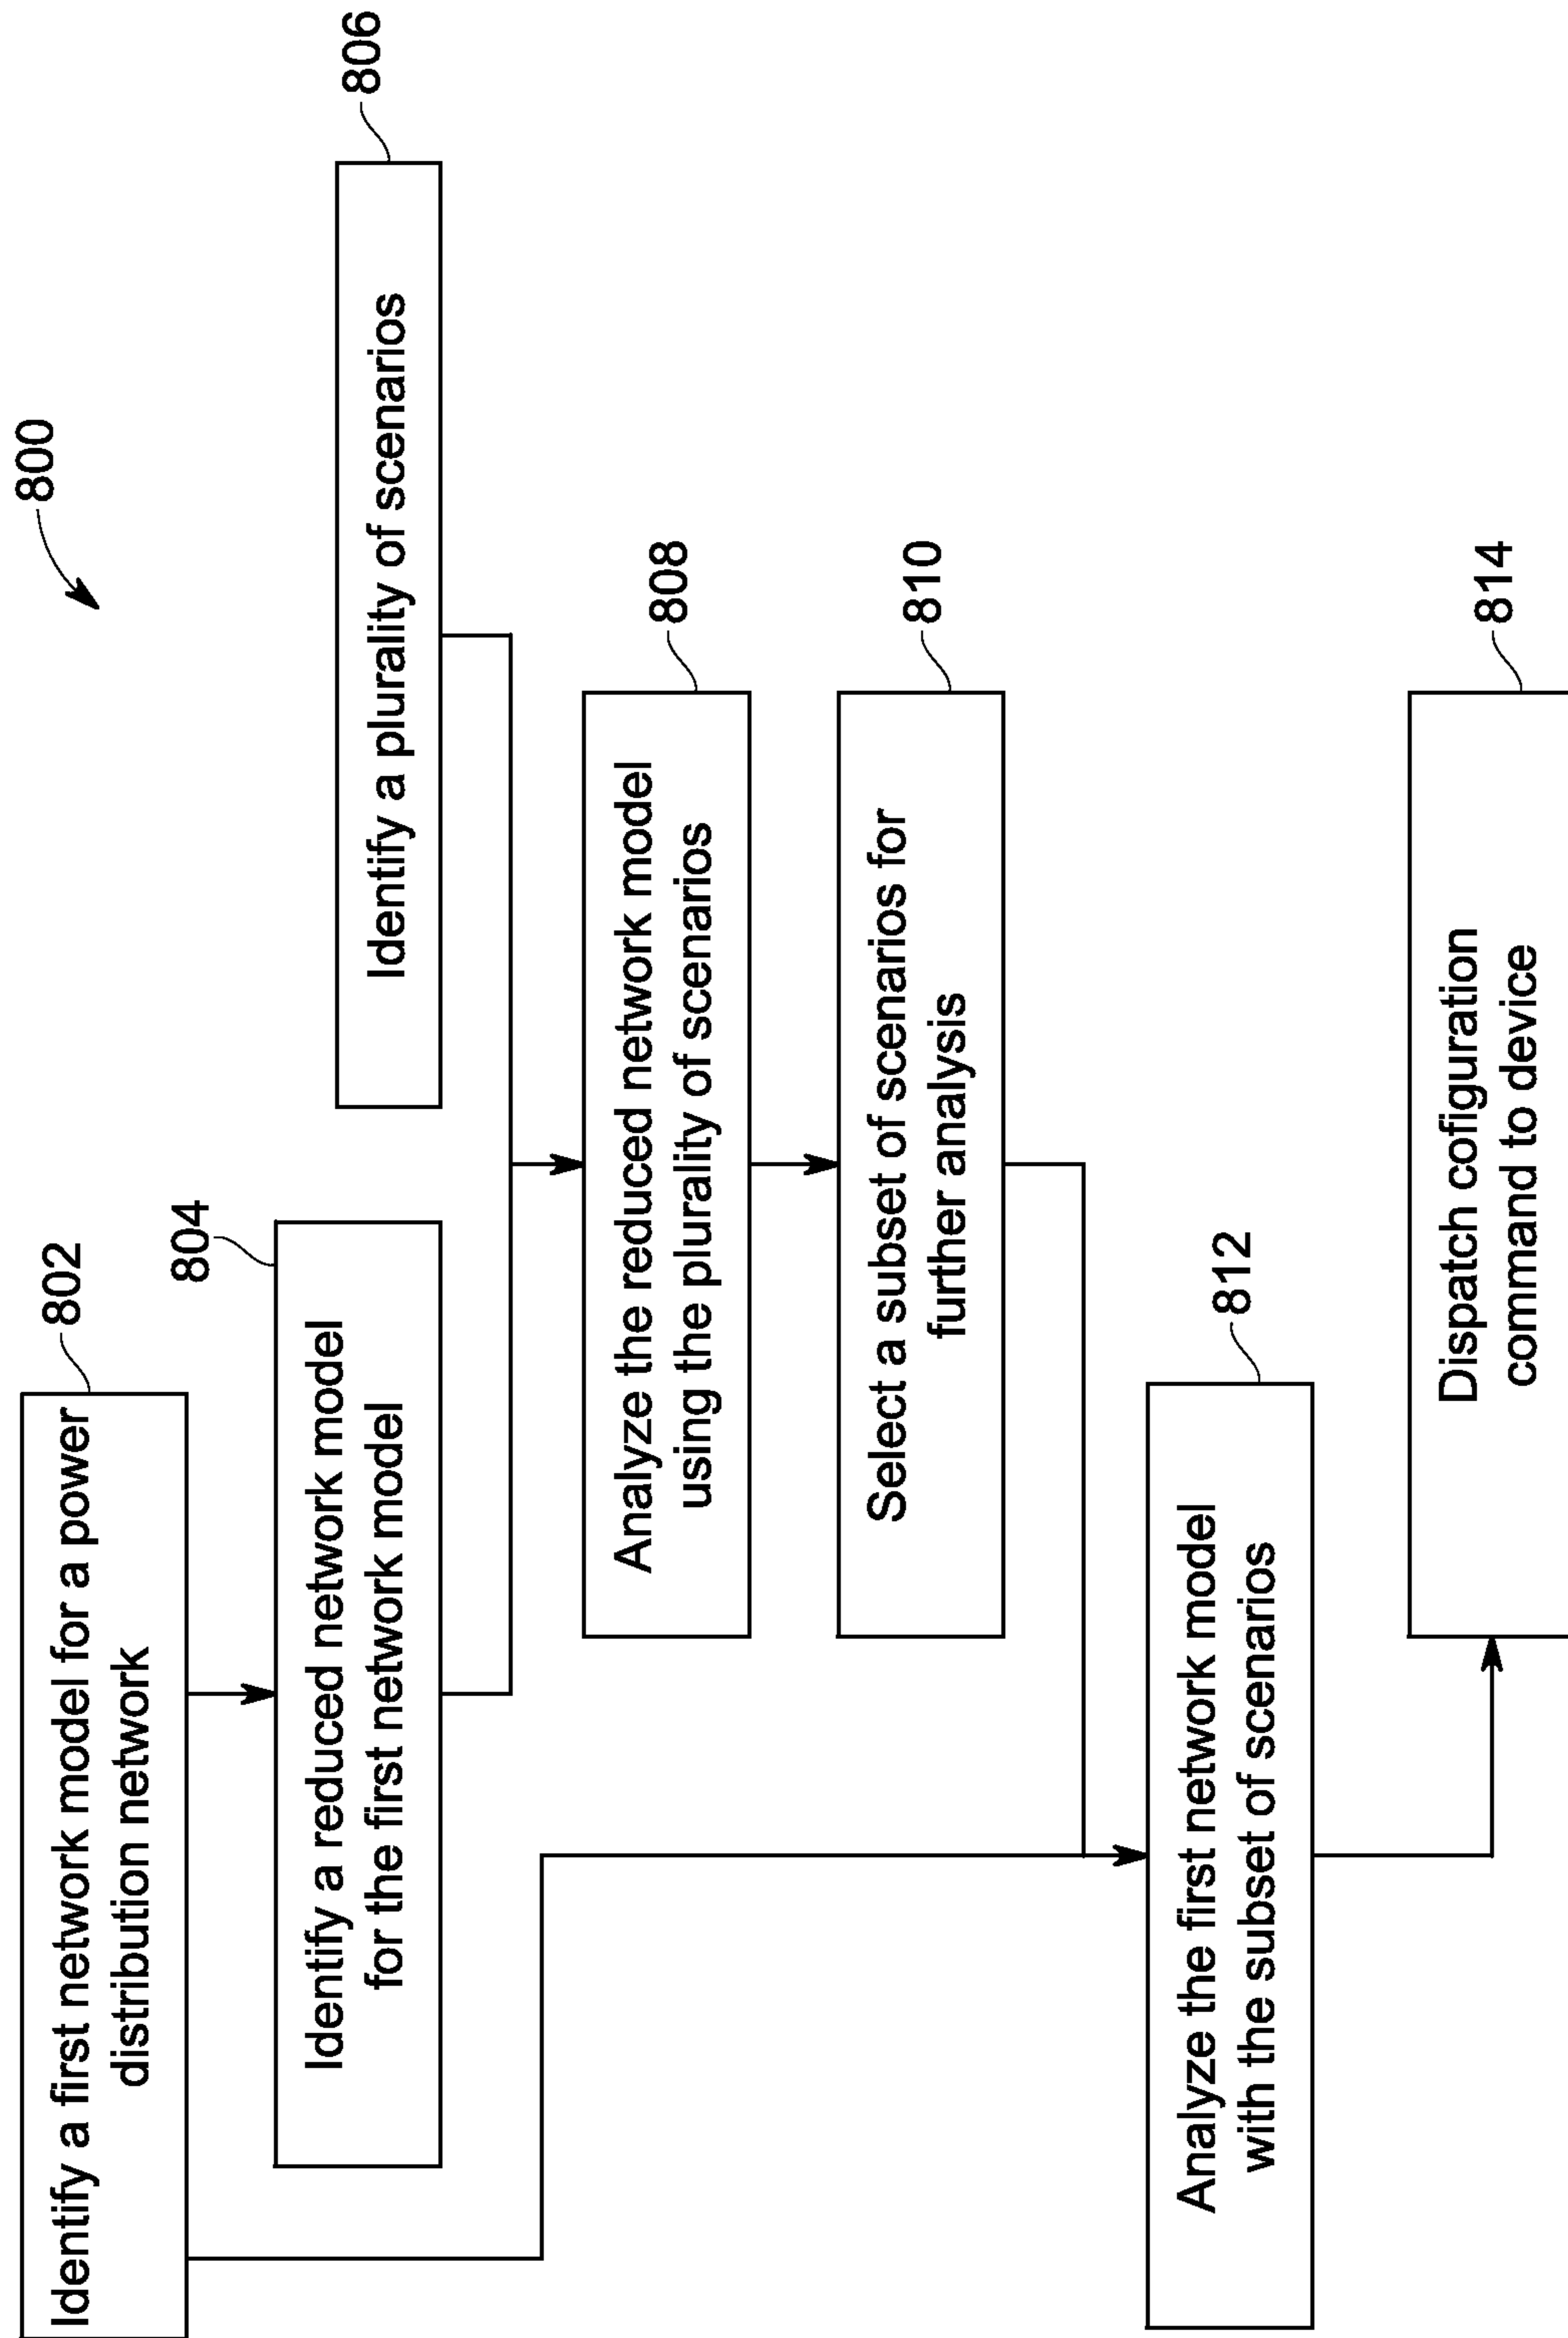 800
802
Identify a first network model for a power
distribution network
804
Identify a reduced network model
for the first network model
806
Identify a plurality of scenarios
808
Analyze the reduced network model
using the plurality of scenarios
810
Select a subset of scenarios for
further analysis
812
Analyze the first network model
with the subset of scenarios
814
Dispatch cofiguration
command to device